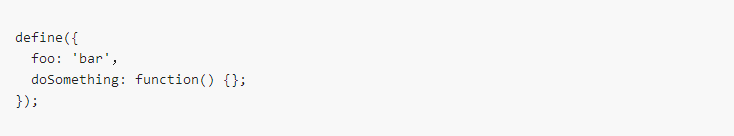 define({
  foo: 'bar',
  doSomething: function() {};
});